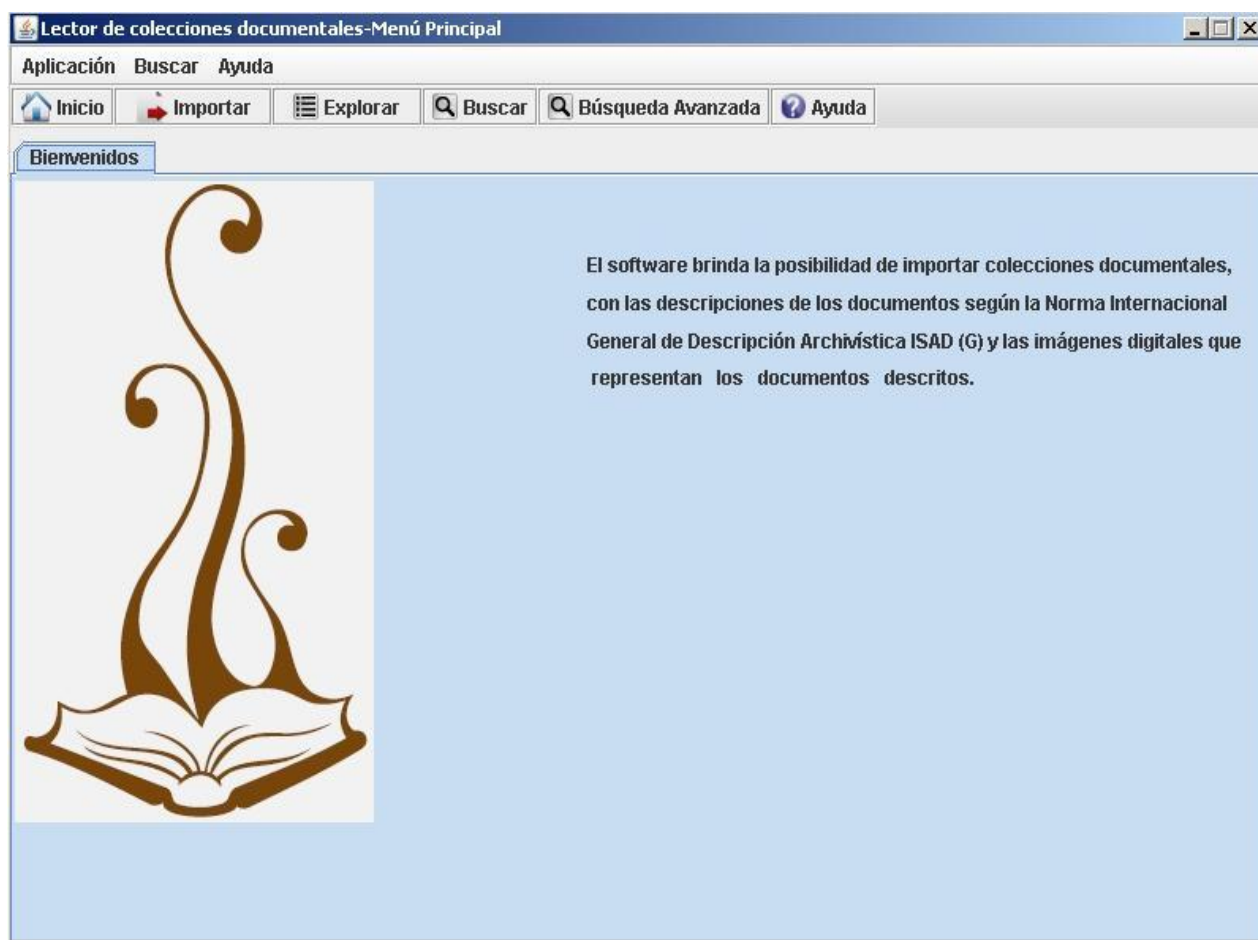 Lector de colecciones documentales-Menú Principal
Aplicación Buscar Ayuda
Inicio Importar Explorar Buscar Búsqueda Avanzada Ayuda
Bienvenidos
El software brinda la posibilidad de importar colecciones documentales,
con las descripciones de los documentos según la Norma Internacional
General de Descripción Archivística ISAD (G) y las imágenes digitales que
representan los documentos descritos.